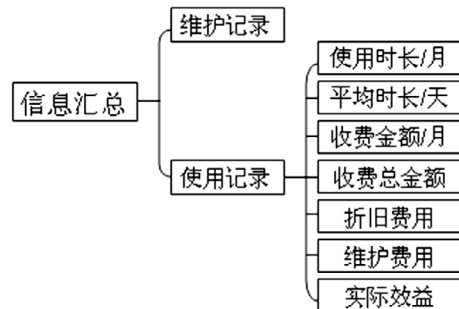 维护记录
使用时长/月
平均时长/天
信息汇总
收费金额/月
使用记录
收费总金额
折旧费用
维护费用
实际效益